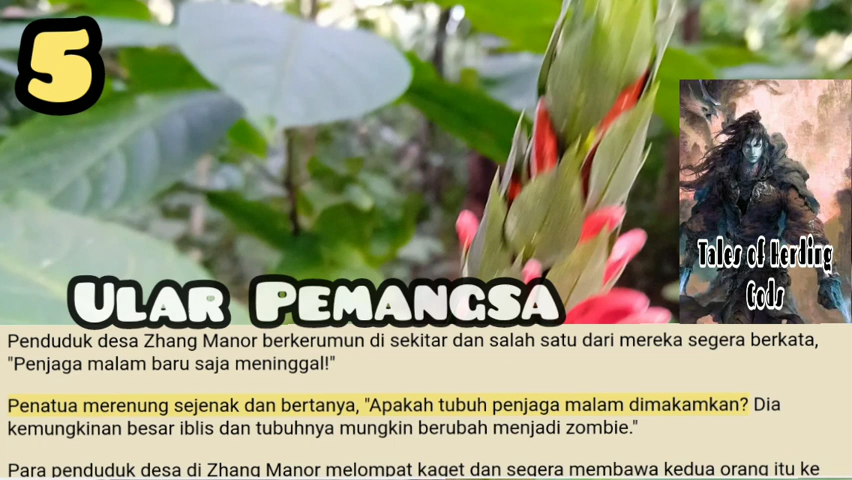 5
Tales of Herding
Gods
Ular Pemangsa
Penduduk desa Zhang Manor berkerumun di sekitar dan salah satu dari mereka segera berkata,
"Penjaga malam baru saja meninggal!"
Penatua merenung sejenak dan bertanya, "Apakah tubuh penjaga malam dimakamkan? Dia
kemungkinan besar iblis dan tubuhnya mungkin berubah menjadi zombie."
Para penduduk desa di Zhang Manor melompat kaget dan segera membawa kedua orang itu ke